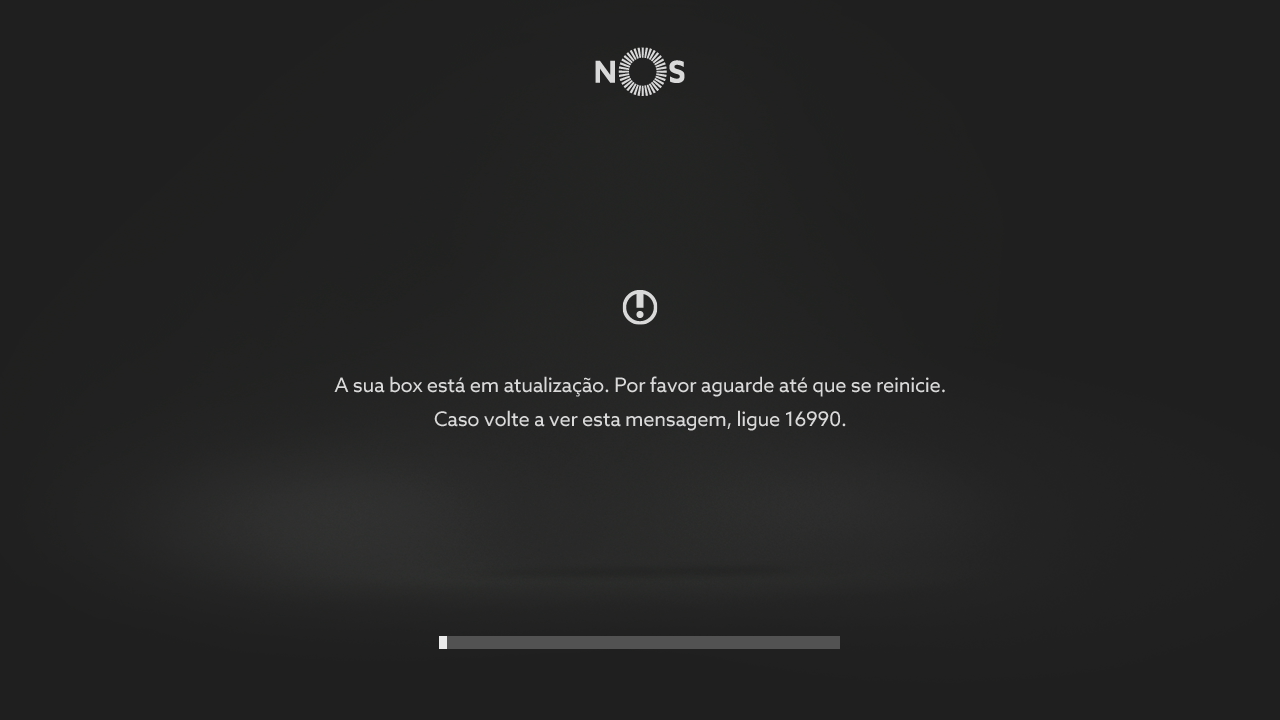 NOS
A sua box está em atualização. Por favor aguarde até que se reinicie.
Caso volte a ver esta mensagem, ligue 16990.